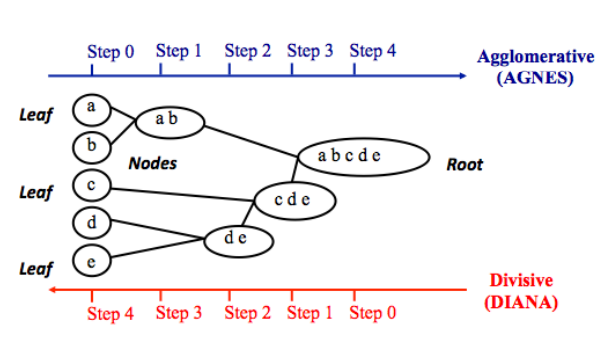 Step 0 Step 1 Step 2 Step 3 Step 4
Agglomerative
(AGNES)
Leaf
a
a b
b
Nodes
a b c d e
Root
Leaf
c
c d e
d
d e
Leaf
e
Divisive
(DIANA)
Step 4 Step 3 Step 2 Step 1 Step 0